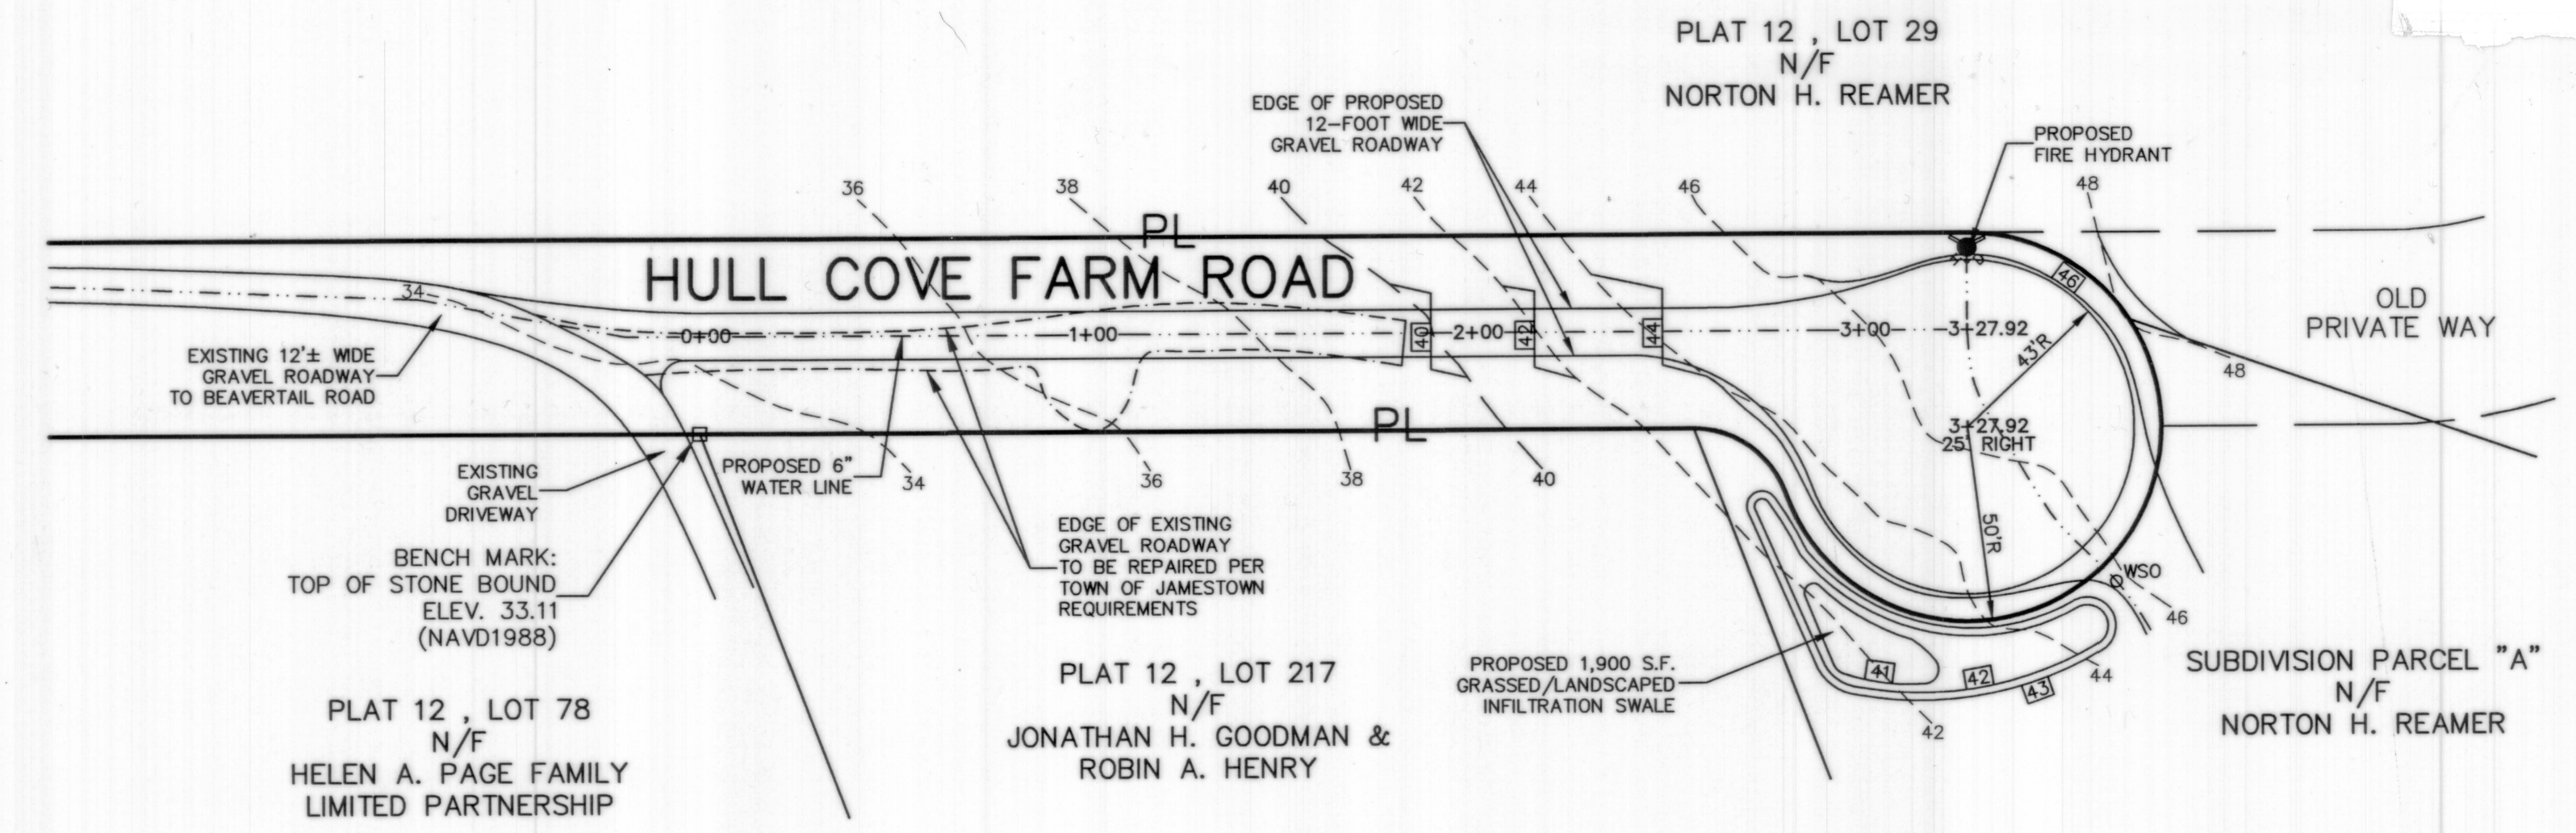 PLAT 12 , LOT 29
N/F
NORTON H. REAMER
EDGE OF PROPOSED
12-FOOT WIDE
GRAVEL ROADWAY
PROPOSED
FIRE HYDRANT
36
38
40
42
44
46
48
PL
HULL COVE FARM ROAD
34
46
OLD
PRIVATE WAY
0+00
1+00
40
2+00
42
44
3+00
3+27.92
43'R
48
EXISTING 12'± WIDE
GRAVEL ROADWAY
TO BEAVERTAIL ROAD
PL
3+27.92
25' RIGHT
EXISTING
GRAVEL
DRIVEWAY
PROPOSED 6"
WATER LINE
34
36
38
40
BENCH MARK:
TOP OF STONE BOUND
ELEV. 33.11
(NAVD1988)
EDGE OF EXISTING
GRAVEL ROADWAY
TO BE REPAIRED PER
TOWN OF JAMESTOWN
REQUIREMENTS
50'R
WSO
46
PROPOSED 1,900 S.F.
GRASSED/LANDSCAPED
INFILTRATION SWALE
41
42
43
44
42
SUBDIVISION PARCEL "A"
N/F
NORTON H. REAMER
PLAT 12 , LOT 78
N/F
HELEN A. PAGE FAMILY
LIMITED PARTNERSHIP
PLAT 12 , LOT 217
N/F
JONATHAN H. GOODMAN &
ROBIN A. HENRY